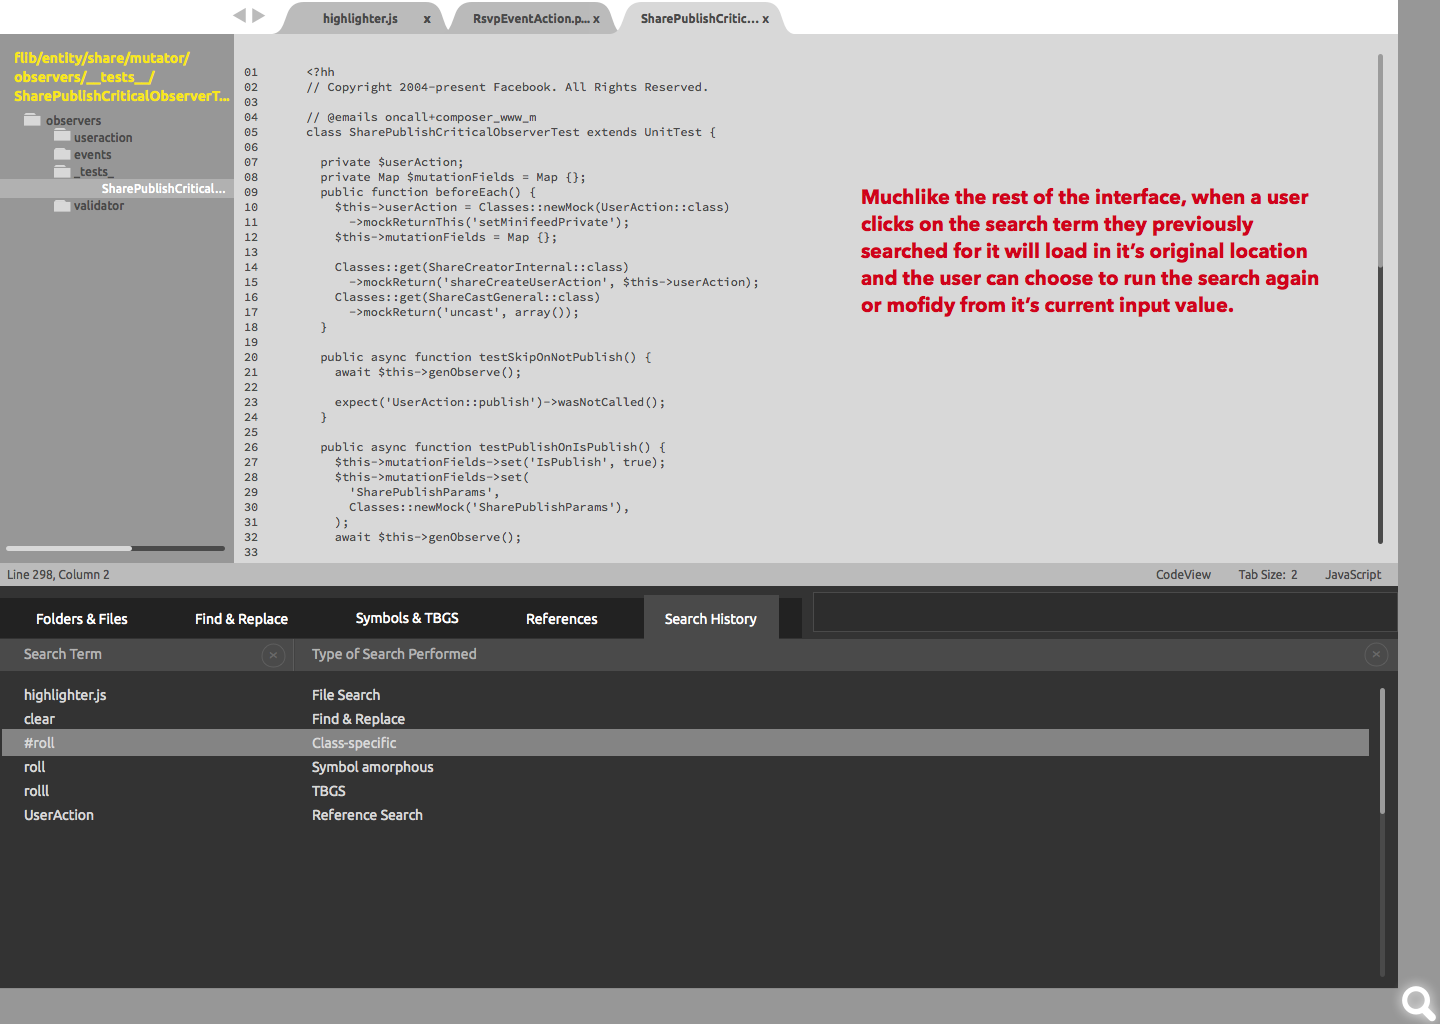 highlighter.js x RsvpEventAction.p... x SharePublishCritic... x
flib/entity/share/mutator/
observers/__tests__/
SharePublishCriticalObserverT...
observers
useraction
events
_tests_
SharePublishCritical...
validator
01 <?hh
02 // Copyright 2004-present Facebook. All Rights Reserved.
03
04 // @emails oncall+composer_www_m
05 class SharePublishCriticalObserverTest extends UnitTest {
06
07 private $userAction;
08 private Map $mutationFields = Map {};
09 public function beforeEach() {
10 $this->userAction = Classes::newMock(UserAction::class)
11 ->mockReturnThis('setMinifeedPrivate');
12 $this->mutationFields = Map {};
13
14 Classes::get(ShareCreatorInternal::class)
15 ->mockReturn('shareCreateUserAction', $this->userAction);
16 Classes::get(ShareCastGeneral::class)
17 ->mockReturn('uncast', array());
18 }
19
20 public async function testSkipOnNotPublish() {
21 await $this->genObserve();
22
23 expect('UserAction::publish')->wasNotCalled();
24 }
25
26 public async function testPublishOnIsPublish() {
27 $this->mutationFields->set('IsPublish', true);
28 $this->mutationFields->set(
29 'SharePublishParams',
30 Classes::newMock('SharePublishParams'),
31 );
32 await $this->genObserve();
33
Muchlike the rest of the interface, when a user
clicks on the search term they previously
searched for it will load in it’s original location
and the user can choose to run the search again
or mofidy from it’s current input value.
Line 298, Column 2 CodeView Tab Size: 2 JavaScript
Folders & Files Find & Replace Symbols & TBGS References Search History
Search Term Type of Search Performed
highlighter.js File Search
clear Find & Replace
#roll Class-specific
roll Symbol amorphous
rolll TBGS
UserAction Reference Search